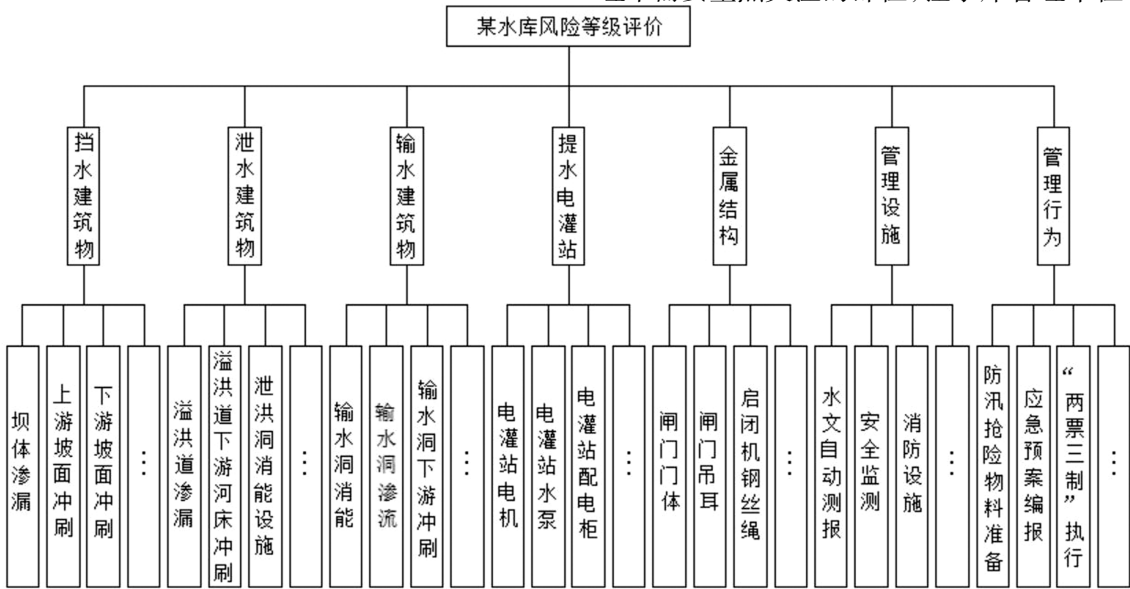 某水库风险等级评价
挡水建筑物
泄水建筑物
输水建筑物
提水电灌站
金属结构
管理设施
管理行为
坝体渗漏
上游坡面冲刷
下游坡面冲刷
⋮
溢洪道渗漏
溢洪道下游河床冲刷
泄洪洞消能设施
⋮
输水洞消能
输水洞渗流
输水洞下游冲刷
⋮
电灌站电机
电灌站水泵
电灌站配电柜
⋮
闸门门体
闸门吊耳
启闭机钢丝绳
⋮
水文自动测报
安全监测
消防设施
⋮
防汛抢险物料准备
应急预案编报
“两票三制”执行
⋮